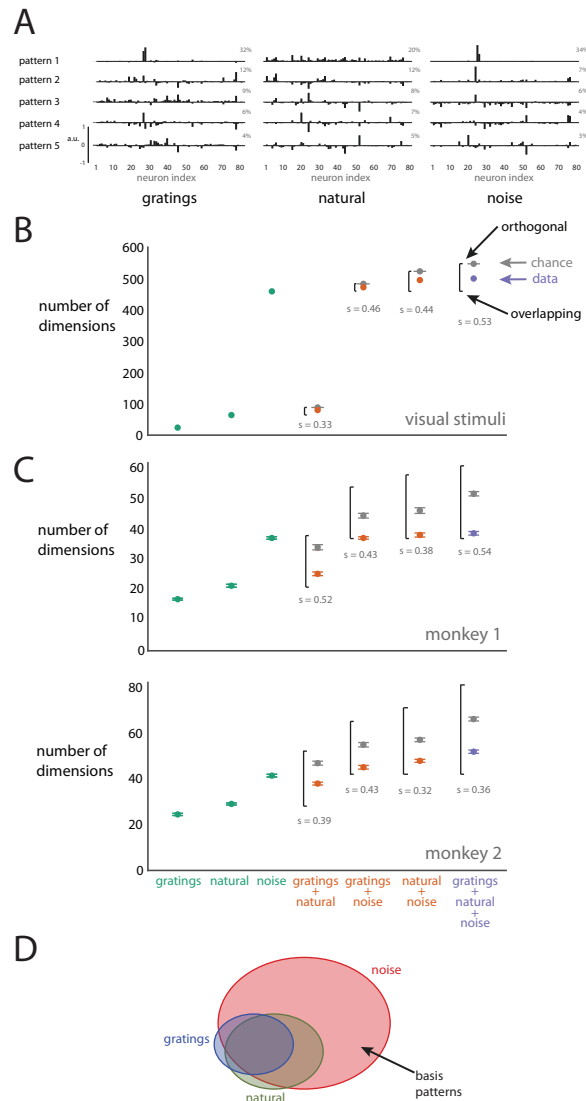 A
pattern 1
pattern 2
pattern 3
pattern 4
pattern 5
32%
12%
9%
6%
4%
20%
12%
8%
7%
5%
34%
7%
6%
4%
3%
1
a.u.
0
-1
1 10 20 30 40 50 60 70 80
1 10 20 30 40 50 60 70 80
1 10 20 30 40 50 60 70 80
neuron index
neuron index
neuron index
gratings
natural
noise
B
number of
dimensions
600
500
400
300
200
100
0
orthogonal
chance
data
overlapping
s = 0.33
s = 0.46
s = 0.44
s = 0.53
visual stimuli
C
number of
dimensions
60
50
40
30
20
10
0
s = 0.52
s = 0.43
s = 0.38
s = 0.54
monkey 1
number of
dimensions
80
60
40
20
0
s = 0.39
s = 0.43
s = 0.32
s = 0.36
monkey 2
gratings
natural
noise
gratings
+
natural
gratings
+
noise
natural
+
noise
gratings
+
natural
+
noise
D
noise
gratings
natural
basis
patterns